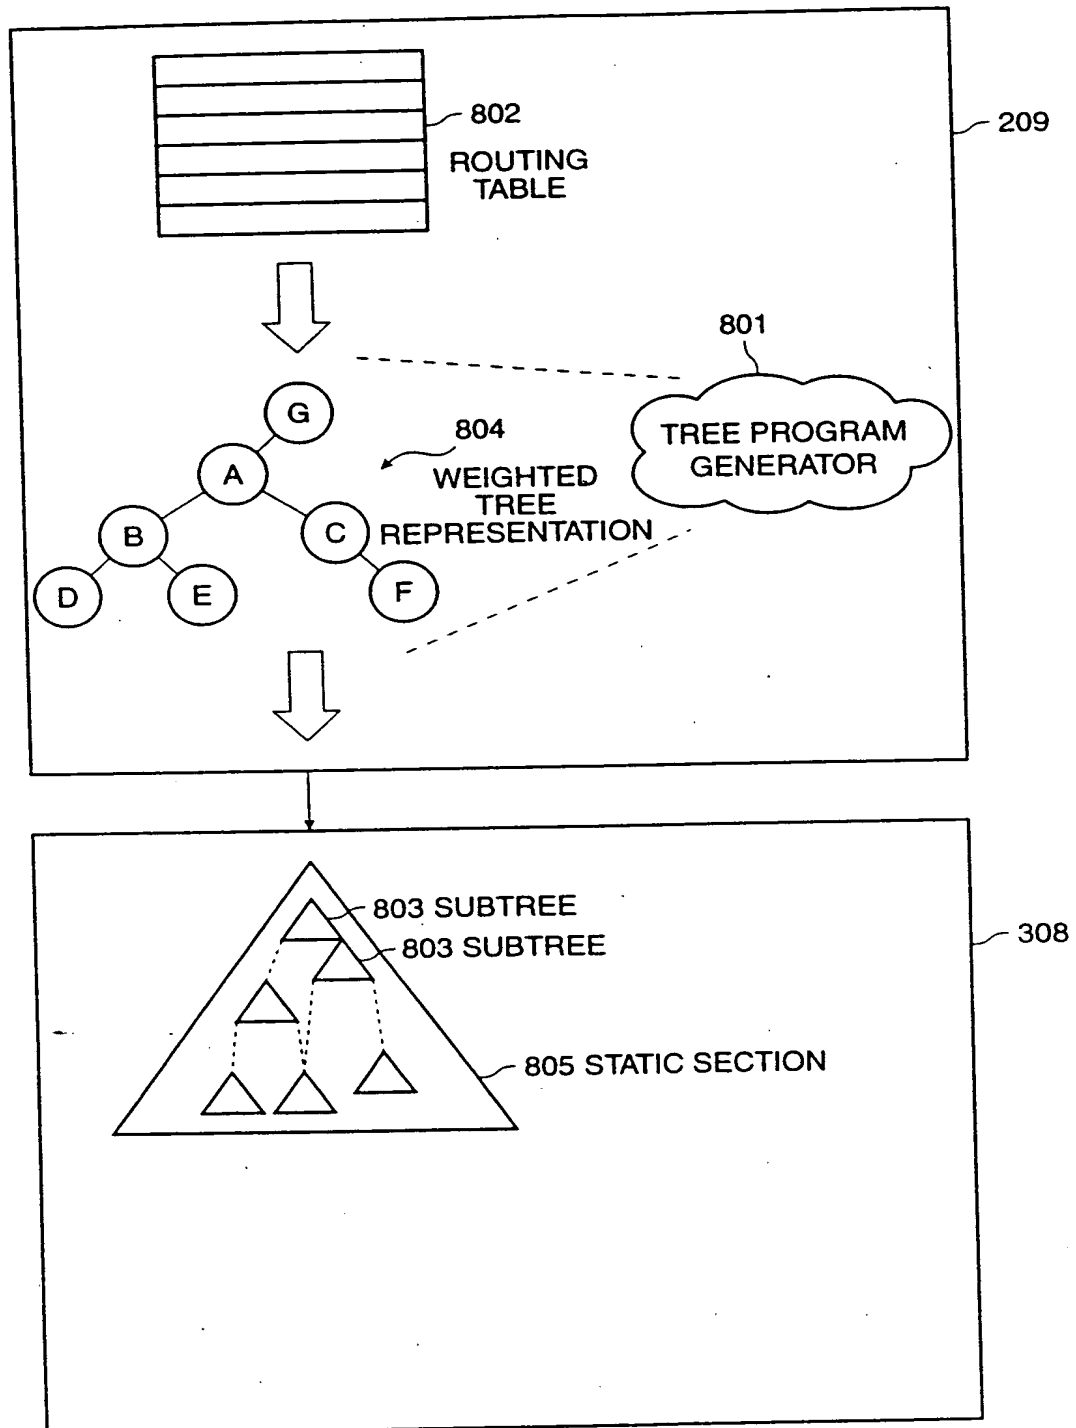 802
ROUTING
TABLE
209
801
TREE PROGRAM
GENERATOR
804
WEIGHTED
TREE
REPRESENTATION
G
A
B
C
D
E
F
803 SUBTREE
803 SUBTREE
308
805 STATIC SECTION